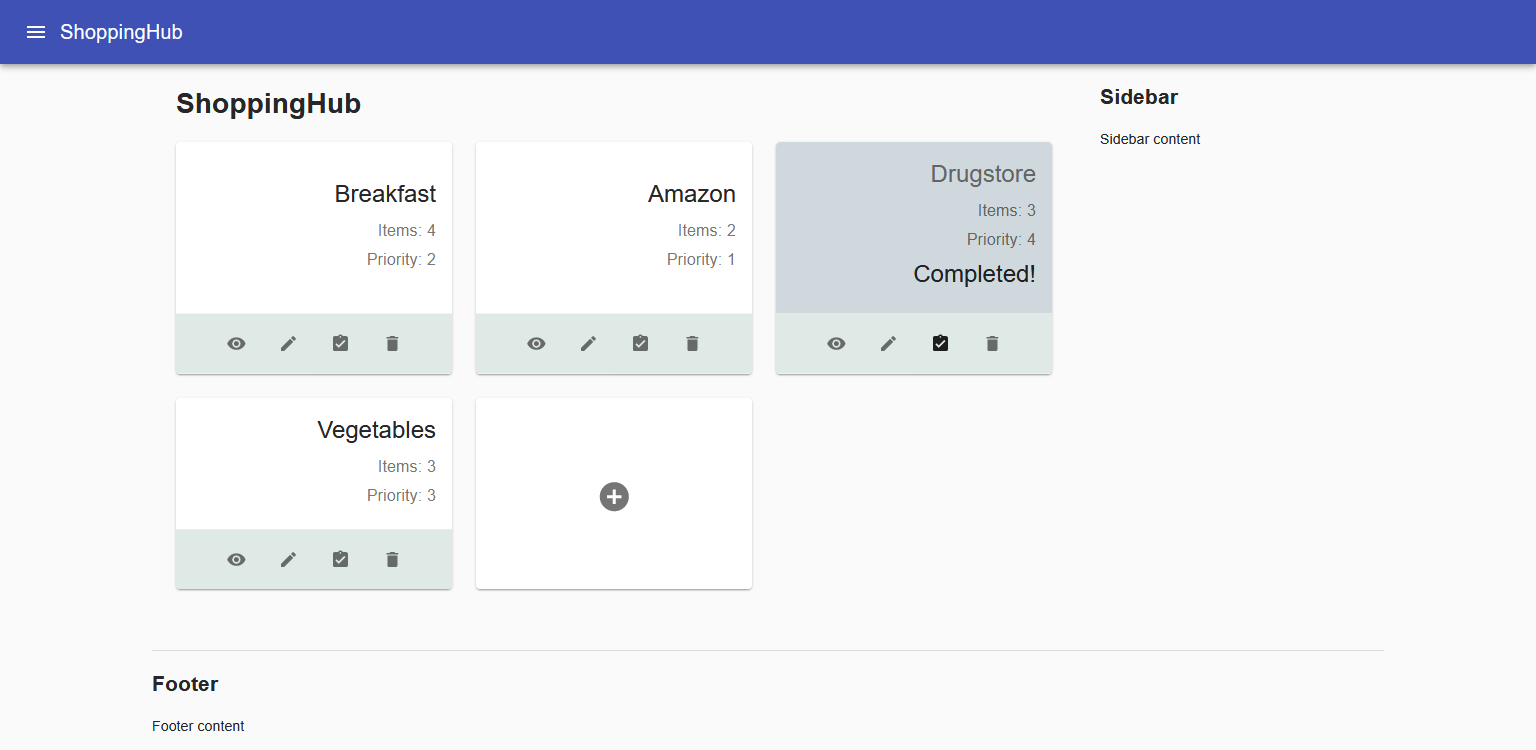 ShoppingHub
ShoppingHub
Breakfast
Items: 4
Priority: 2
Amazon
Items: 2
Priority: 1
Drugstore
Items: 3
Priority: 4
Completed!
Vegetables
Items: 3
Priority: 3
Sidebar
Sidebar content
Footer
Footer content